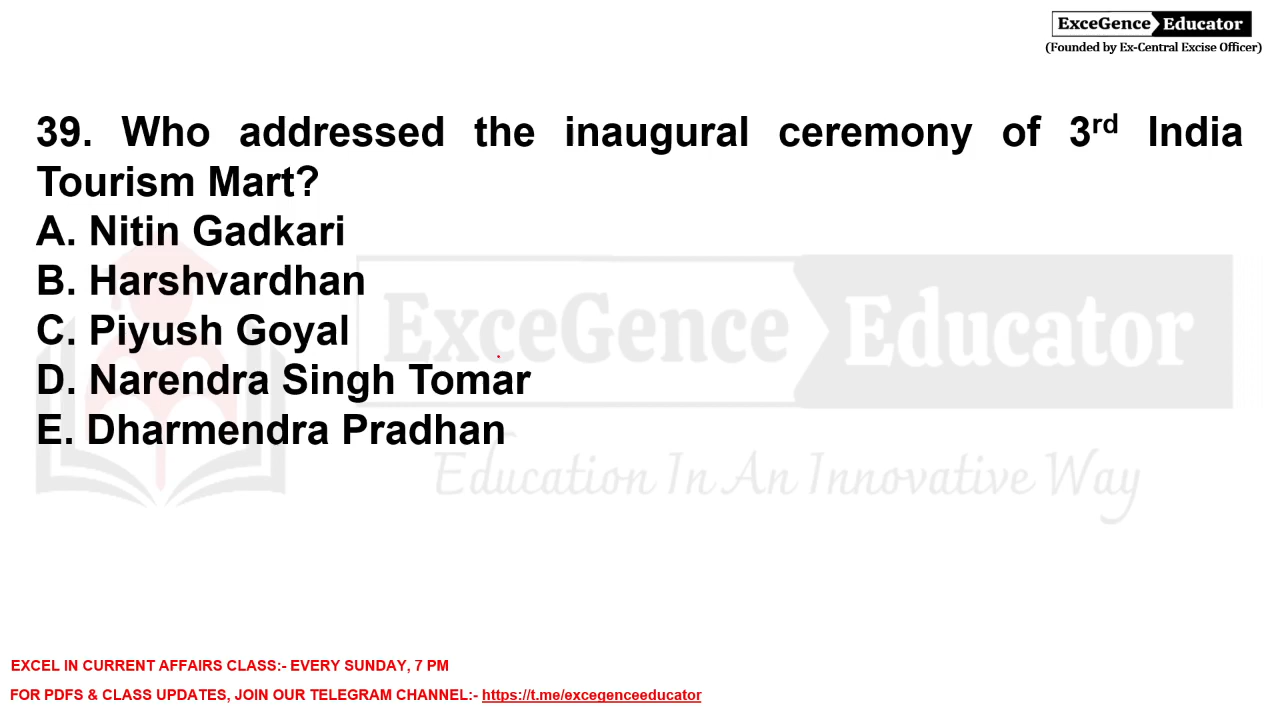 ExceGence Educator
(Founded by Ex-Central Excise Officer)
39. Who addressed the inaugural ceremony of 3rd India
Tourism Mart?
A. Nitin Gadkari
B. Harshvardhan
C. Piyush Goyal
D. Narendra Singh Tomar
E. Dharmendra Pradhan
ExceGence Educator
Education In An Innovative Way
EXCEL IN CURRENT AFFAIRS CLASS:- EVERY SUNDAY, 7 PM
FOR PDFS & CLASS UPDATES, JOIN OUR TELEGRAM CHANNEL:- https://t.me/excegenceeducator